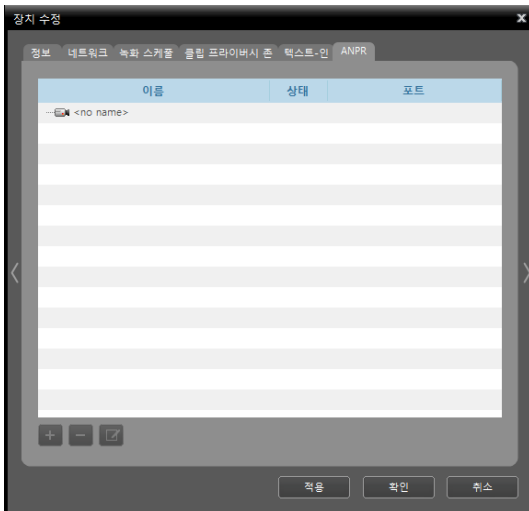 장치 수정 x
정보 네트워크 녹화 스케줄 클립 프라이버시 존 텍스트-인 ANPR
이름 상태 포트
<no name>
적용 확인 취소